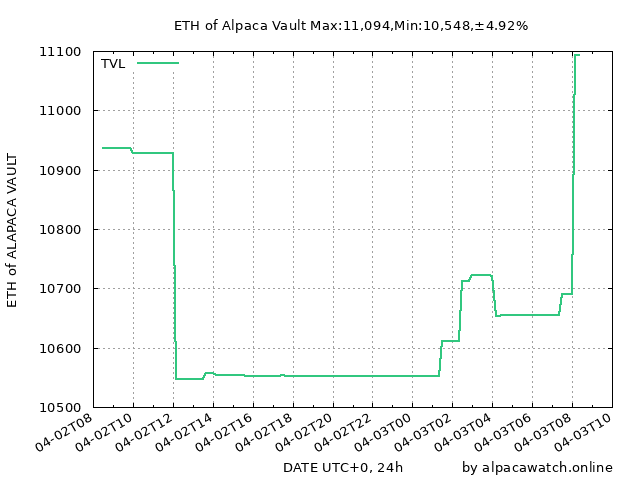 ETH of Alpaca Vault Max:11,094,Min:10,548,±4.92%
TVL
11100
11000
10900
10800
10700
10600
10500
ETH of ALAPACA VAULT
04-02T08
04-02T10
04-02T12
04-02T14
04-02T16
04-02T18
04-02T20
04-02T22
04-03T00
04-03T02
04-03T04
04-03T06
04-03T08
04-03T10
DATE UTC+0, 24h
by alpacawatch.online